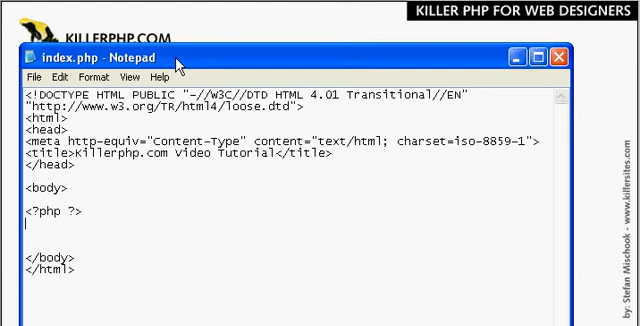 KILLER PHP FOR WEB DESIGNERS
KILLERPHP.COM
index.php - Notepad
File Edit Format View Help
<!DOCTYPE HTML PUBLIC "-//W3C//DTD HTML 4.01 Transitional//EN"
"http://www.w3.org/TR/html4/loose.dtd">
<html>
<head>
<meta http-equiv="Content-Type" content="text/html; charset=iso-8859-1">
<title>Killerphp.com Video Tutorial</title>
</head>
<body>
<?php ?>
</body>
</html>
by: Stefan Mischook - www.killersites.com